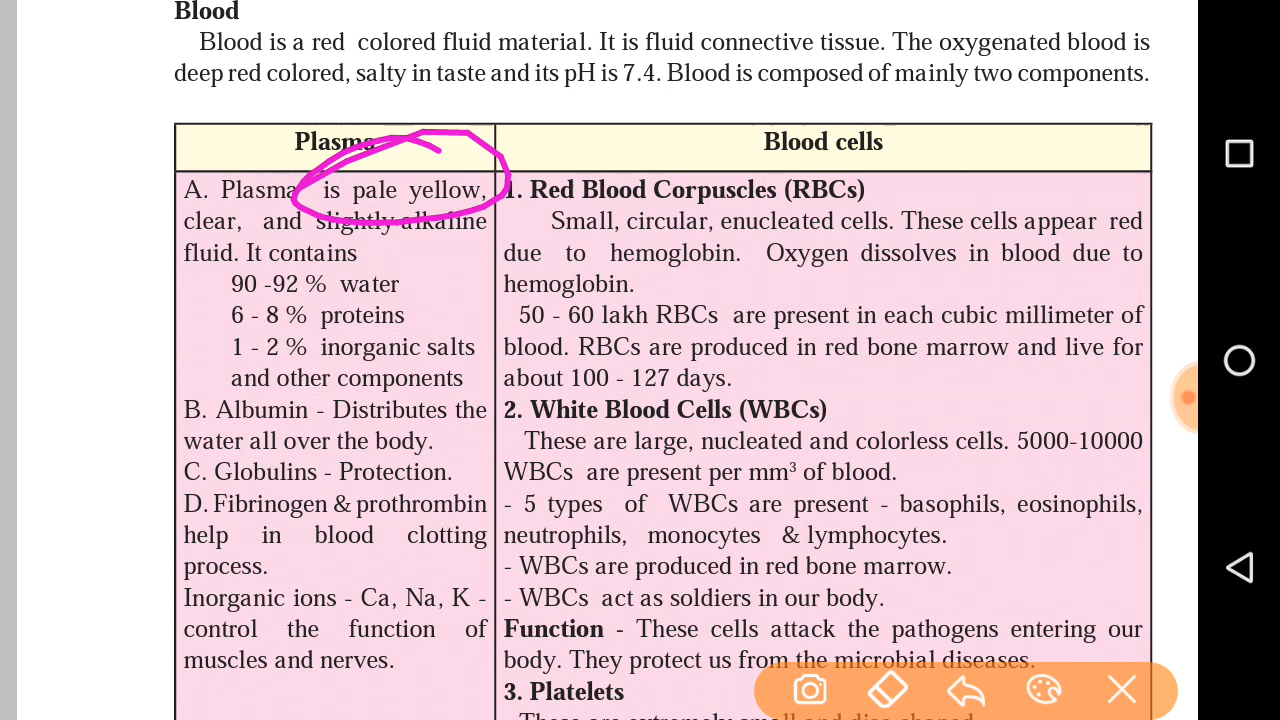 Blood
Blood is a red colored fluid material. It is fluid connective tissue. The oxygenated blood is
deep red colored, salty in taste and its pH is 7.4. Blood is composed of mainly two components.
Plasma
A. Plasma is pale yellow,
clear, and slightly alkaline
fluid. It contains
90 -92 % water
6 - 8 % proteins
1 - 2 % inorganic salts
and other components
B. Albumin - Distributes the
water all over the body.
C. Globulins - Protection.
D. Fibrinogen & prothrombin
help in blood clotting
process.
Inorganic ions - Ca, Na, K -
control the function of
muscles and nerves.
Blood cells
1. Red Blood Corpuscles (RBCs)
Small, circular, enucleated cells. These cells appear red
due to hemoglobin. Oxygen dissolves in blood due to
hemoglobin.
50 - 60 lakh RBCs are present in each cubic millimeter of
blood. RBCs are produced in red bone marrow and live for
about 100 - 127 days.
2. White Blood Cells (WBCs)
These are large, nucleated and colorless cells. 5000-10000
WBCs are present per mm³ of blood.
- 5 types of WBCs are present - basophils, eosinophils,
neutrophils, monocytes & lymphocytes.
- WBCs are produced in red bone marrow.
- WBCs act as soldiers in our body.
Function - These cells attack the pathogens entering our
body. They protect us from the microbial diseases.
3. Platelets
These are extremely small and disc shaped